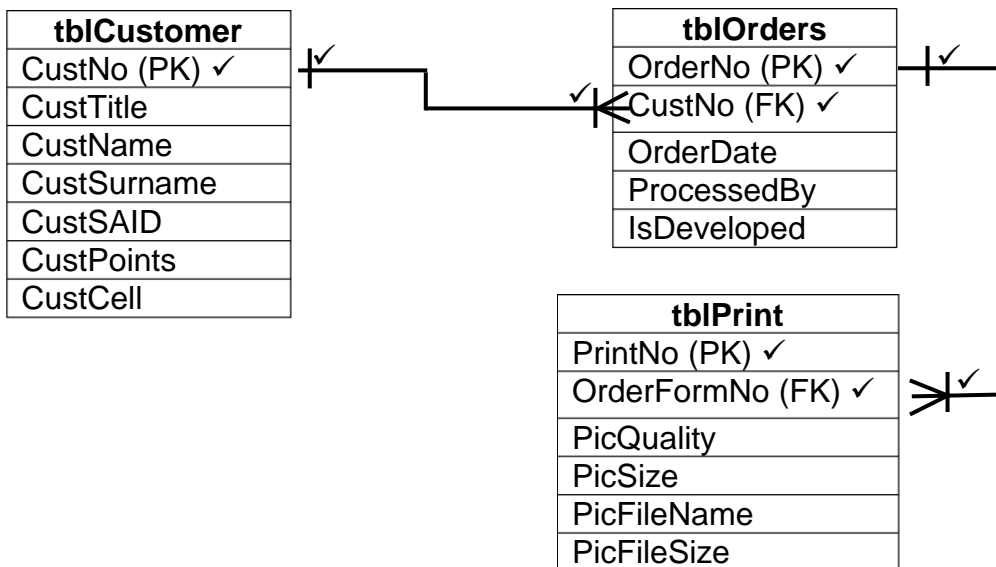 tblCustomer
CustNo (PK) ✓
CustTitle
CustName
CustSurname
CustSAID
CustPoints
CustCell
✓
✓
tblOrders
OrderNo (PK) ✓
CustNo (FK) ✓
OrderDate
ProcessedBy
IsDeveloped
✓
tblPrint
PrintNo (PK) ✓
OrderFormNo (FK) ✓
PicQuality
PicSize
PicFileName
PicFileSize
✓